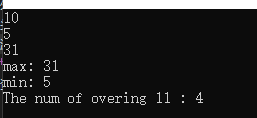 10
5
31
max: 31
min: 5
The num of overing 11 : 4